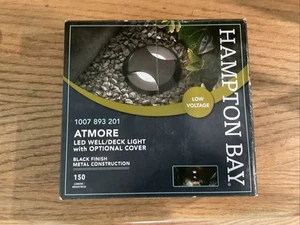 HAMPTON BAY
LOW
VOLTAGE
1007 893 201
ATMORE
LED WELL/DECK LIGHT
with OPTIONAL COVER
BLACK FINISH
METAL CONSTRUCTION
150